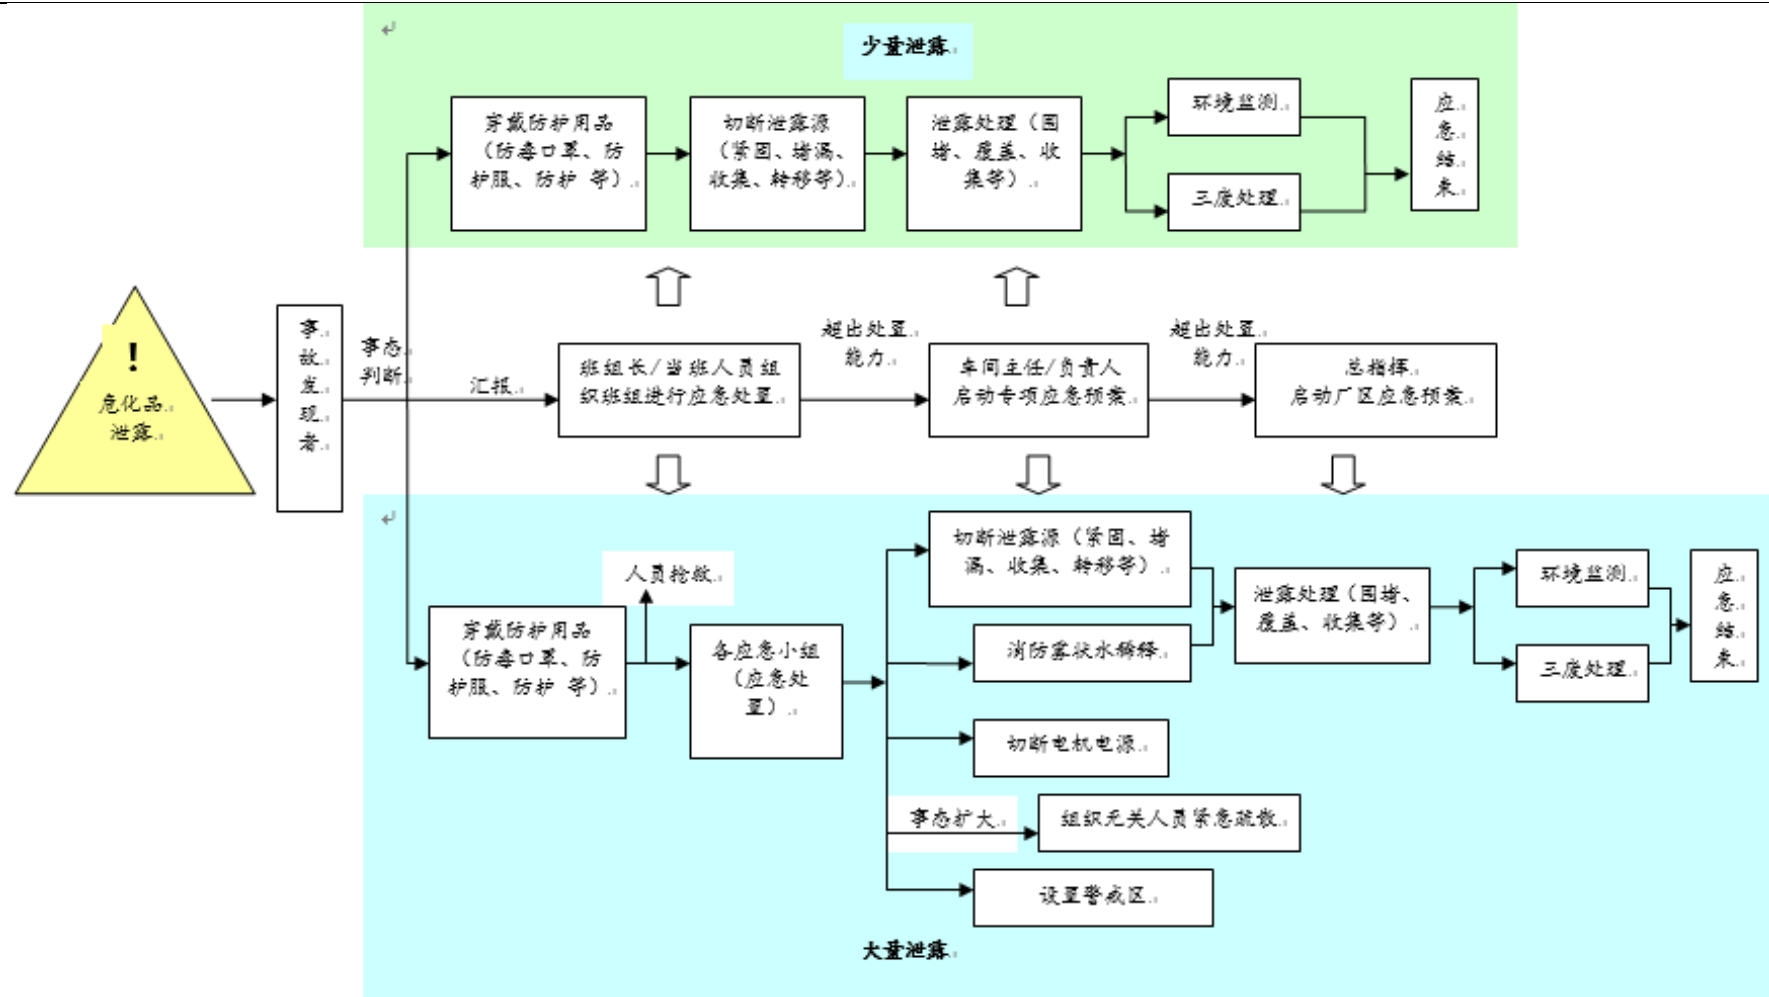 少量泄露
穿戴防护用品
（防毒口罩、防
护服、防护 等）
切断泄露源
（紧固、堵漏、
收集、转移等）
泄露处理（围
堵、覆盖、收
集等）
环境监测
三废处理
应
急
结
束
!
危化品
泄露
事
故
发
现
者
事态
判断
汇报
班组长/当班人员组
织班组进行应急处置
超出处置
能力
车间主任/负责人
启动专项应急预案
超出处置
能力
总指挥
启动厂区应急预案
穿戴防护用品
（防毒口罩、防
护服、防护 等）
人员抢救
各应急小组
（应急处
置）
切断泄露源（紧固、堵
漏、收集、转移等）
消防雾状水稀释
切断电机电源
事态扩大
组织无关人员紧急疏散
设置警戒区
泄露处理（围堵、
覆盖、收集等）
环境监测
三废处理
应
急
结
束
大量泄露